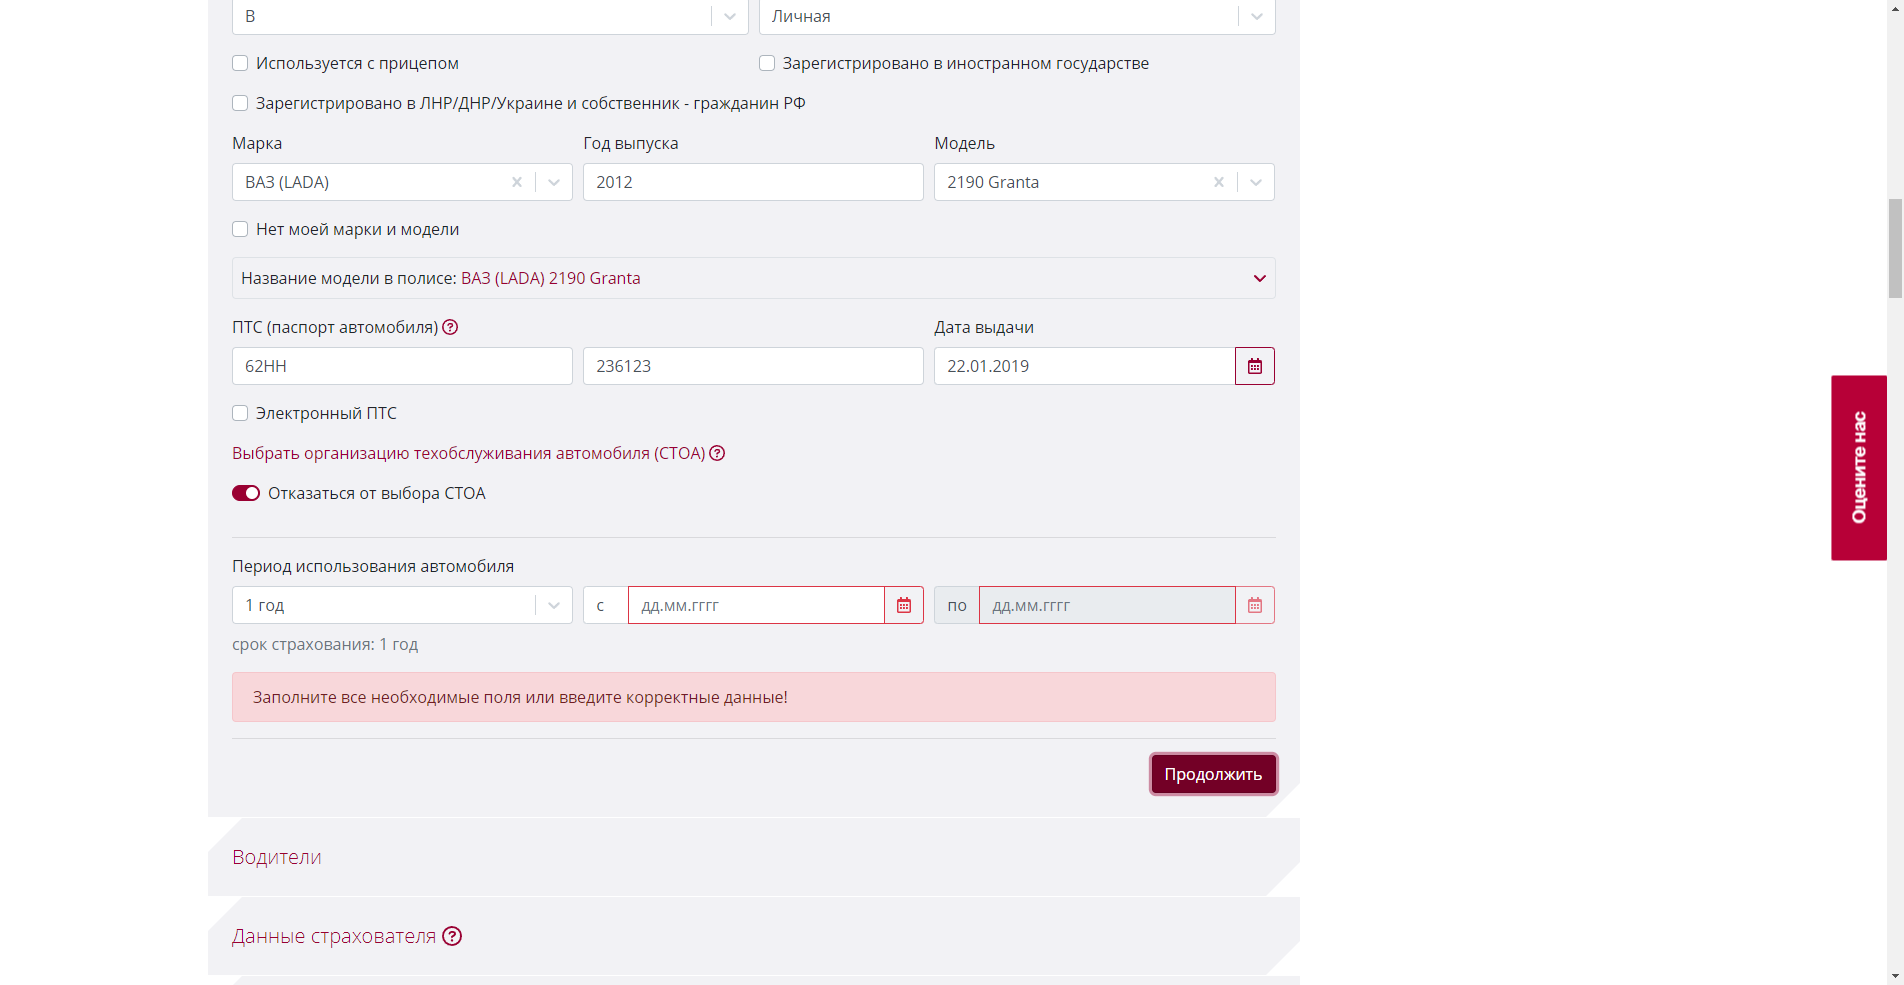 B
Личная
Используется с прицепом
Зарегистрировано в иностранном государстве
Зарегистрировано в ЛНР/ДНР/Украине и собственник - гражданин РФ
Марка
Год выпуска
Модель
ВАЗ (LADA)
2012
2190 Granta
Нет моей марки и модели
Название модели в полисе: ВАЗ (LADA) 2190 Granta
ПТС (паспорт автомобиля)
Дата выдачи
62НН
236123
22.01.2019
Электронный ПТС
Выбрать организацию техобслуживания автомобиля (СТОА)
Отказаться от выбора СТОА
Период использования автомобиля
1 год
с
дд.мм.гггг
по
дд.мм.гггг
срок страхования: 1 год
Заполните все необходимые поля или введите корректные данные!
Продолжить
Водители
Данные страхователя
Оцените нас